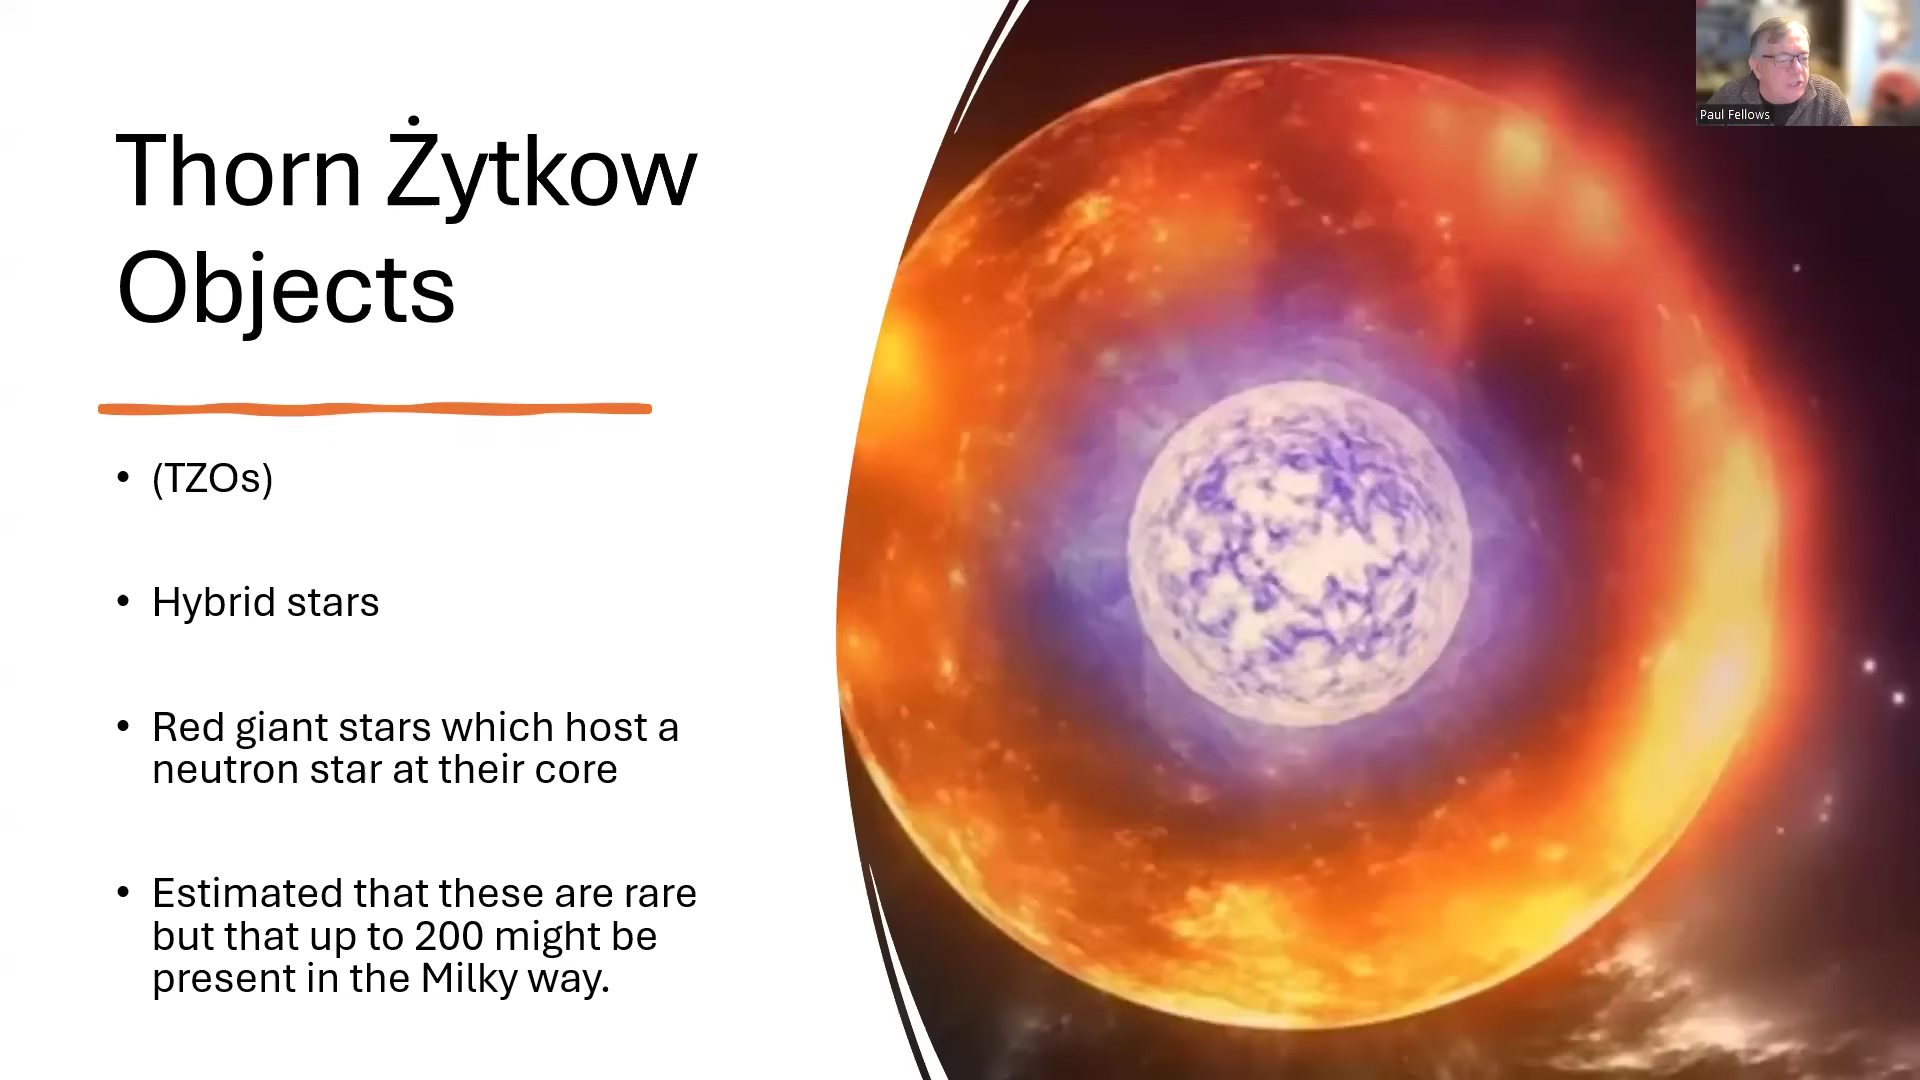 Thorn Żytkow
Objects
• (TZOs)
• Hybrid stars
• Red giant stars which host a
neutron star at their core
• Estimated that these are rare
but that up to 200 might be
present in the Milky way.
Paul Fellows